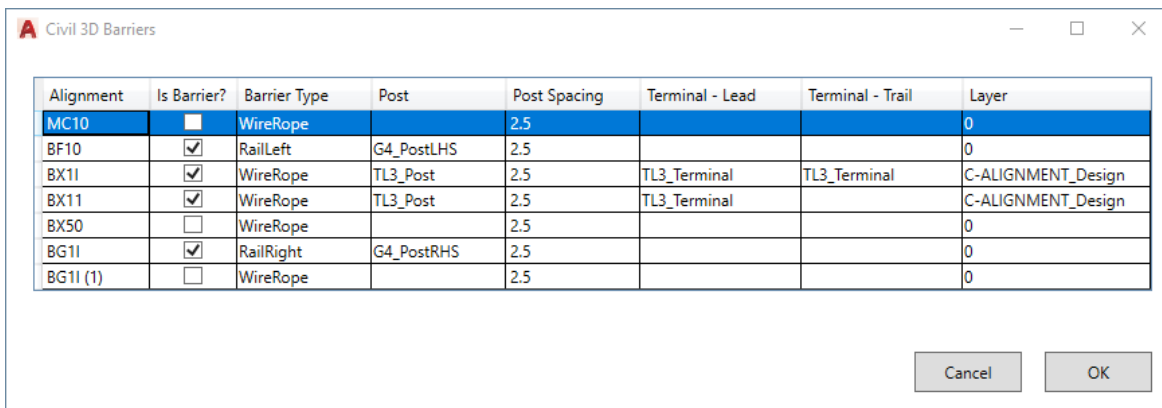 Civil 3D Barriers
Alignment Is Barrier? Barrier Type Post Post Spacing Terminal - Lead Terminal - Trail Layer
MC10 WireRope 2.5 0
BF10 RailLeft G4_PostLHS 2.5 0
BX1I WireRope TL3_Post 2.5 TL3_Terminal TL3_Terminal C-ALIGNMENT_Design
BX11 WireRope TL3_Post 2.5 TL3_Terminal C-ALIGNMENT_Design
BX50 WireRope 2.5 0
BG1I RailRight G4_PostRHS 2.5 0
BG1I (1) WireRope 2.5 0
Cancel OK